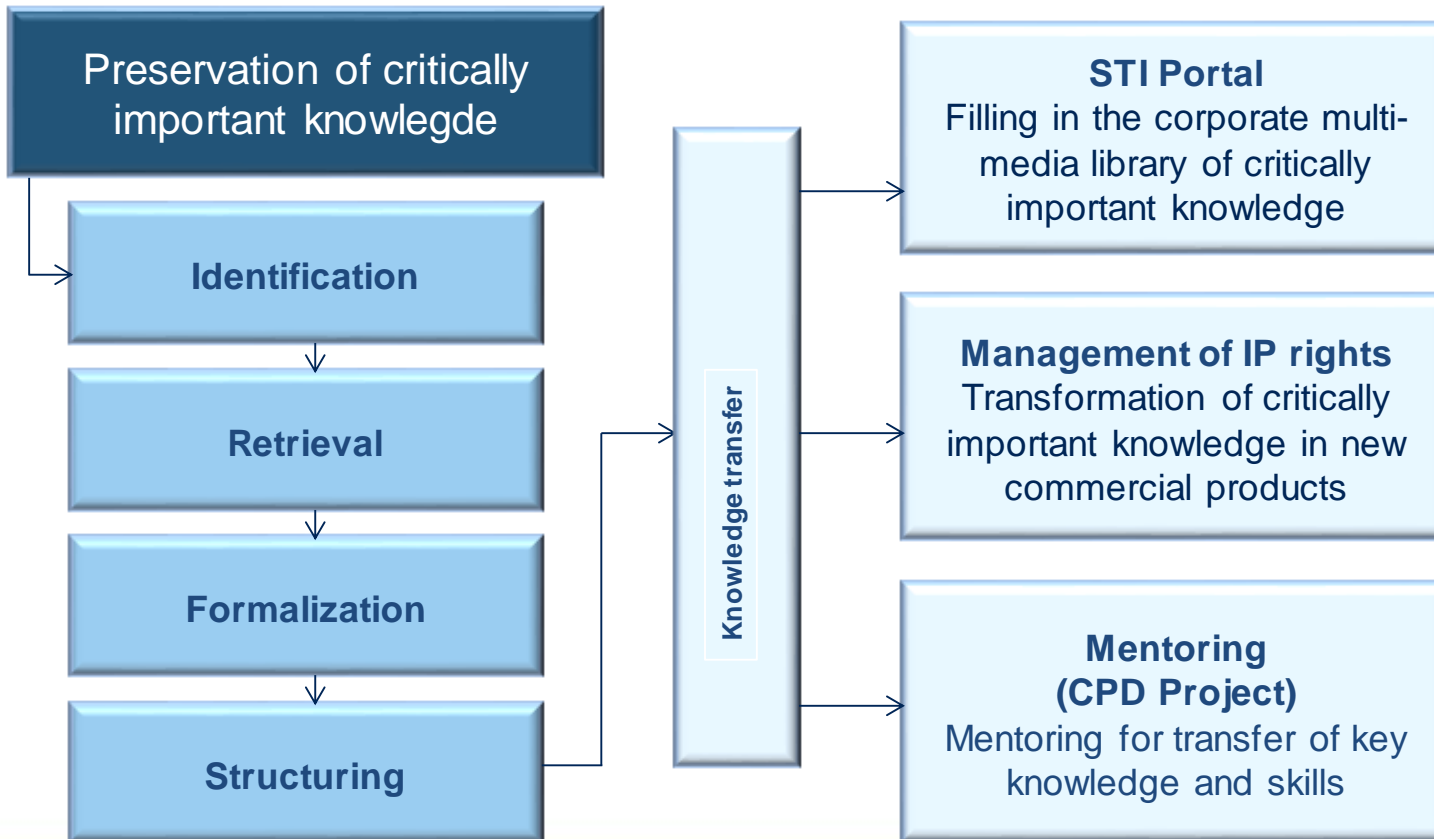 Preservation of critically
important knowlegde
Identification
Retrieval
Formalization
Structuring
Knowledge transfer
STI Portal
Filling in the corporate multi-
media library of critically
important knowledge
Management of IP rights
Transformation of critically
important knowledge in new
commercial products
Mentoring
(CPD Project)
Mentoring for transfer of key
knowledge and skills